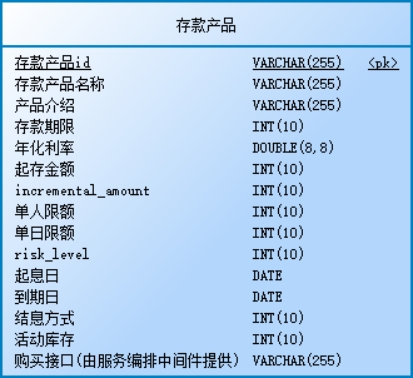 存款产品
存款产品id VARCHAR(255) <pk>
存款产品名称 VARCHAR(255)
产品介绍 VARCHAR(255)
存款期限 INT(10)
年化利率 DOUBLE(8,8)
起存金额 INT(10)
incremental_amount INT(10)
单人限额 INT(10)
单日限额 INT(10)
risk_level INT(10)
起息日 DATE
到期日 DATE
结息方式 INT(10)
活动库存 INT(10)
购买接口(由服务编排中间件提供) VARCHAR(255)